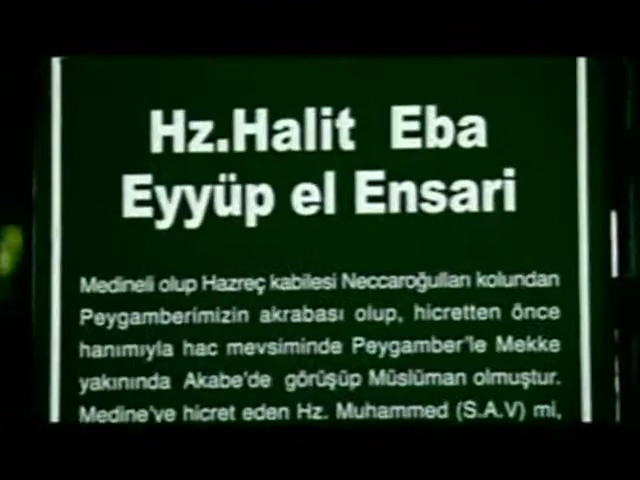 Hz.Halit Eba
Eyyüp el Ensari
Medineli olup Hazreç kabilesi Neccaroğulları kolundan
Peygamberimizin akrabası olup, hicretten önce
hanımıyla hac mevsiminde Peygamber'le Mekke
yakınında Akabe'de görüşüp Müslüman olmuştur.
Medine'ye hicret eden Hz. Muhammed (S.A.V) mi,